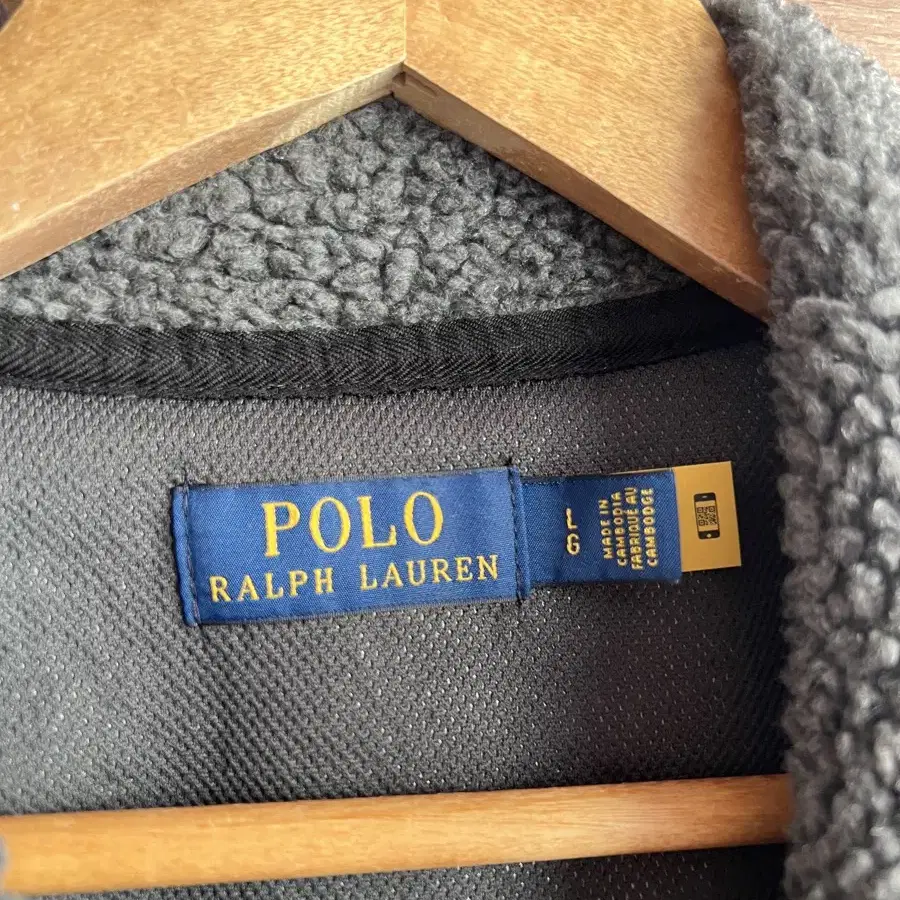 POLO
RALPH LAUREN
L
G
MADE IN
CAMBODIA
FABRIQUÉ AU
CAMBODGE